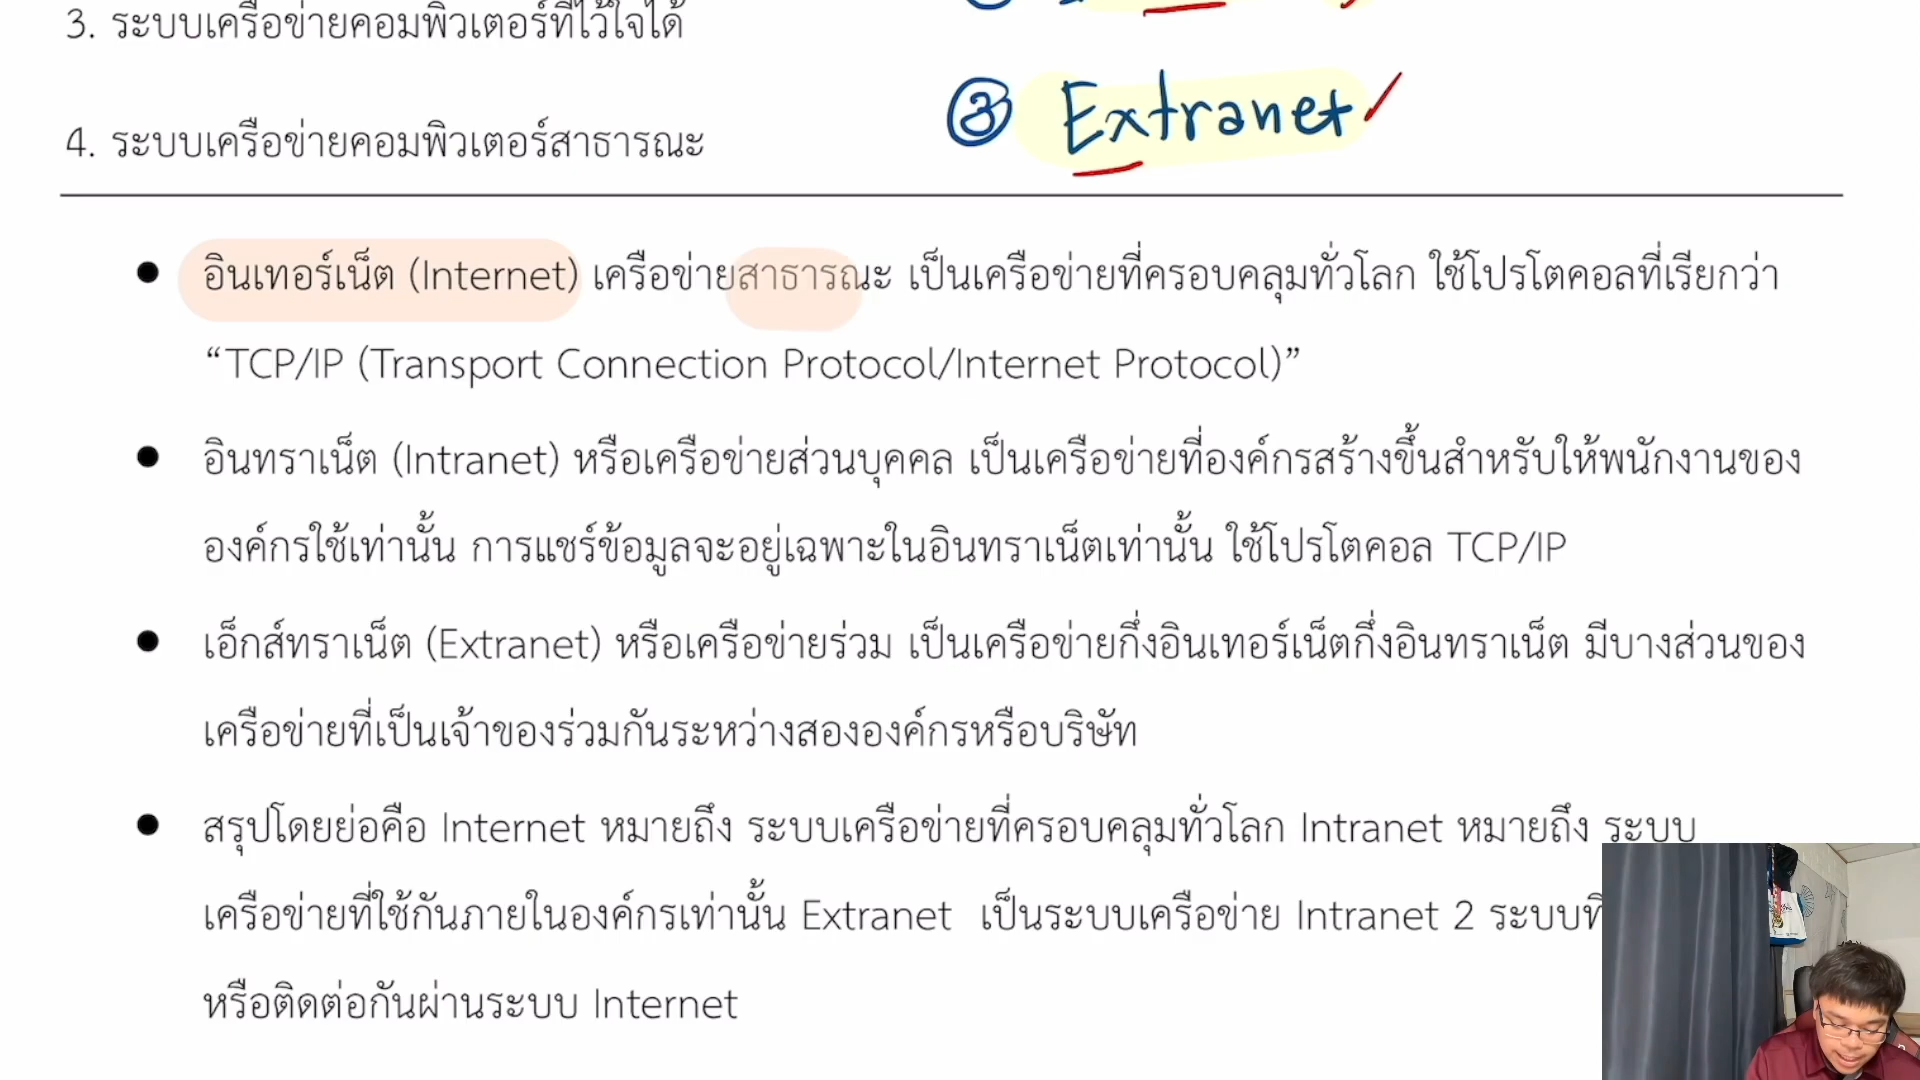 3. ระบบเครือข่ายคอมพิวเตอร์ที่ไว้ใจได้
③ Extranet ✓
4. ระบบเครือข่ายคอมพิวเตอร์สาธารณะ
● อินเทอร์เน็ต (Internet) เครือข่ายสาธารณะ เป็นเครือข่ายที่ครอบคลุมทั่วโลก ใช้โปรโตคอลที่เรียกว่า
“TCP/IP (Transport Connection Protocol/Internet Protocol)”
● อินทราเน็ต (Intranet) หรือเครือข่ายส่วนบุคคล เป็นเครือข่ายที่องค์กรสร้างขึ้นสำหรับให้พนักงานของ
องค์กรใช้เท่านั้น การแชร์ข้อมูลจะอยู่เฉพาะในอินทราเน็ตเท่านั้น ใช้โปรโตคอล TCP/IP
● เอ็กส์ทราเน็ต (Extranet) หรือเครือข่ายร่วม เป็นเครือข่ายกึ่งอินเทอร์เน็ตกึ่งอินทราเน็ต มีบางส่วนของ
เครือข่ายที่เป็นเจ้าของร่วมกันระหว่างสององค์กรหรือบริษัท
● สรุปโดยย่อคือ Internet หมายถึง ระบบเครือข่ายที่ครอบคลุมทั่วโลก Intranet หมายถึง ระบบ
เครือข่ายที่ใช้กันภายในองค์กรเท่านั้น Extranet เป็นระบบเครือข่าย Intranet 2 ระบบ
หรือติดต่อกันผ่านระบบ Internet